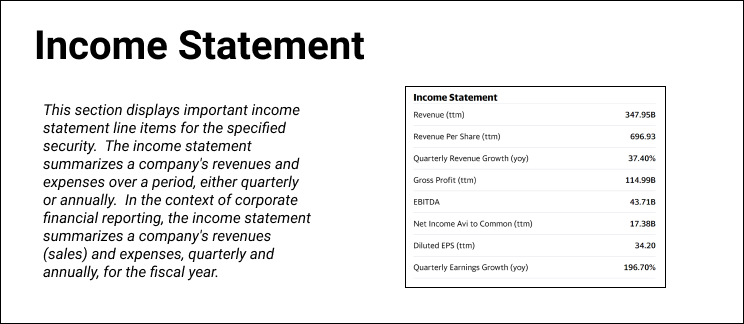 Income Statement
This section displays important income
statement line items for the specified
security.  The income statement
summarizes a company's revenues and
expenses over a period, either quarterly
or annually.  In the context of corporate
financial reporting, the income statement
summarizes a company's revenues
(sales) and expenses, quarterly and
annually, for the fiscal year.
Income Statement
Revenue (ttm) 347.95B
Revenue Per Share (ttm) 696.93
Quarterly Revenue Growth (yoy) 37.40%
Gross Profit (ttm) 114.99B
EBITDA 43.71B
Net Income Avi to Common (ttm) 17.38B
Diluted EPS (ttm) 34.20
Quarterly Earnings Growth (yoy) 196.70%